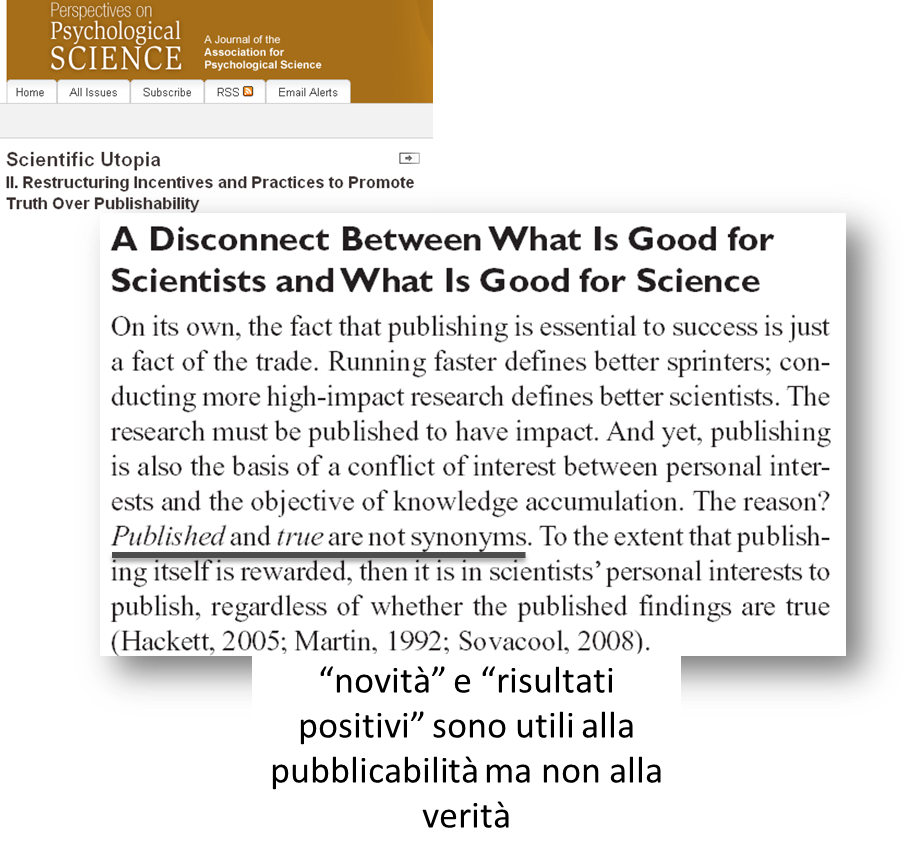 Perspectives on
Psychological
SCIENCE
A Journal of the
Association for
Psychological Science
Home
All Issues
Subscribe
RSS
Email Alerts
Scientific Utopia
II. Restructuring Incentives and Practices to Promote
Truth Over Publishability
A Disconnect Between What Is Good for
Scientists and What Is Good for Science
On its own, the fact that publishing is essential to success is just
a fact of the trade. Running faster defines better sprinters; con-
ducting more high-impact research defines better scientists. The
research must be published to have impact. And yet, publishing
is also the basis of a conflict of interest between personal inter-
ests and the objective of knowledge accumulation. The reason?
Published and true are not synonyms. To the extent that publish-
ing itself is rewarded, then it is in scientists’ personal interests to
publish, regardless of whether the published findings are true
(Hackett, 2005; Martin, 1992; Sovacool, 2008).
“novità” e “risultati
positivi” sono utili alla
pubblicabilità ma non alla
verità